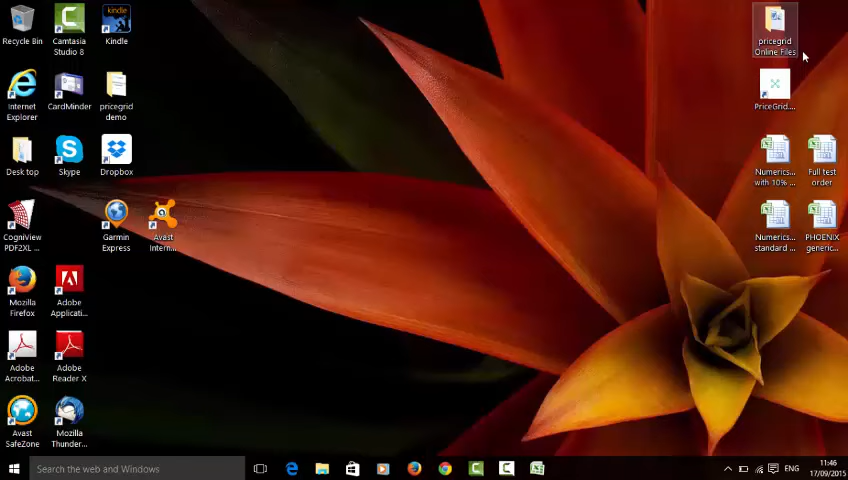 Recycle Bin
Camtasia
Studio 8
kindle
Kindle
Internet
Explorer
CardMinder
pricegrid
demo
Desk top
Skype
Dropbox
CogniView
PDF2XL ...
Garmin
Express
Avast
Intern...
Mozilla
Firefox
Adobe
Applicati...
Adobe
Acrobat...
Adobe
Reader X
Avast
SafeZone
Mozilla
Thunder...
pricegrid
Online Files
PriceGrid....
Numerics...
with 10% ...
Full test
order
Numerics...
standard ...
PHOENIX
generic...
Search the web and Windows
ENG
11:46
17/09/2015